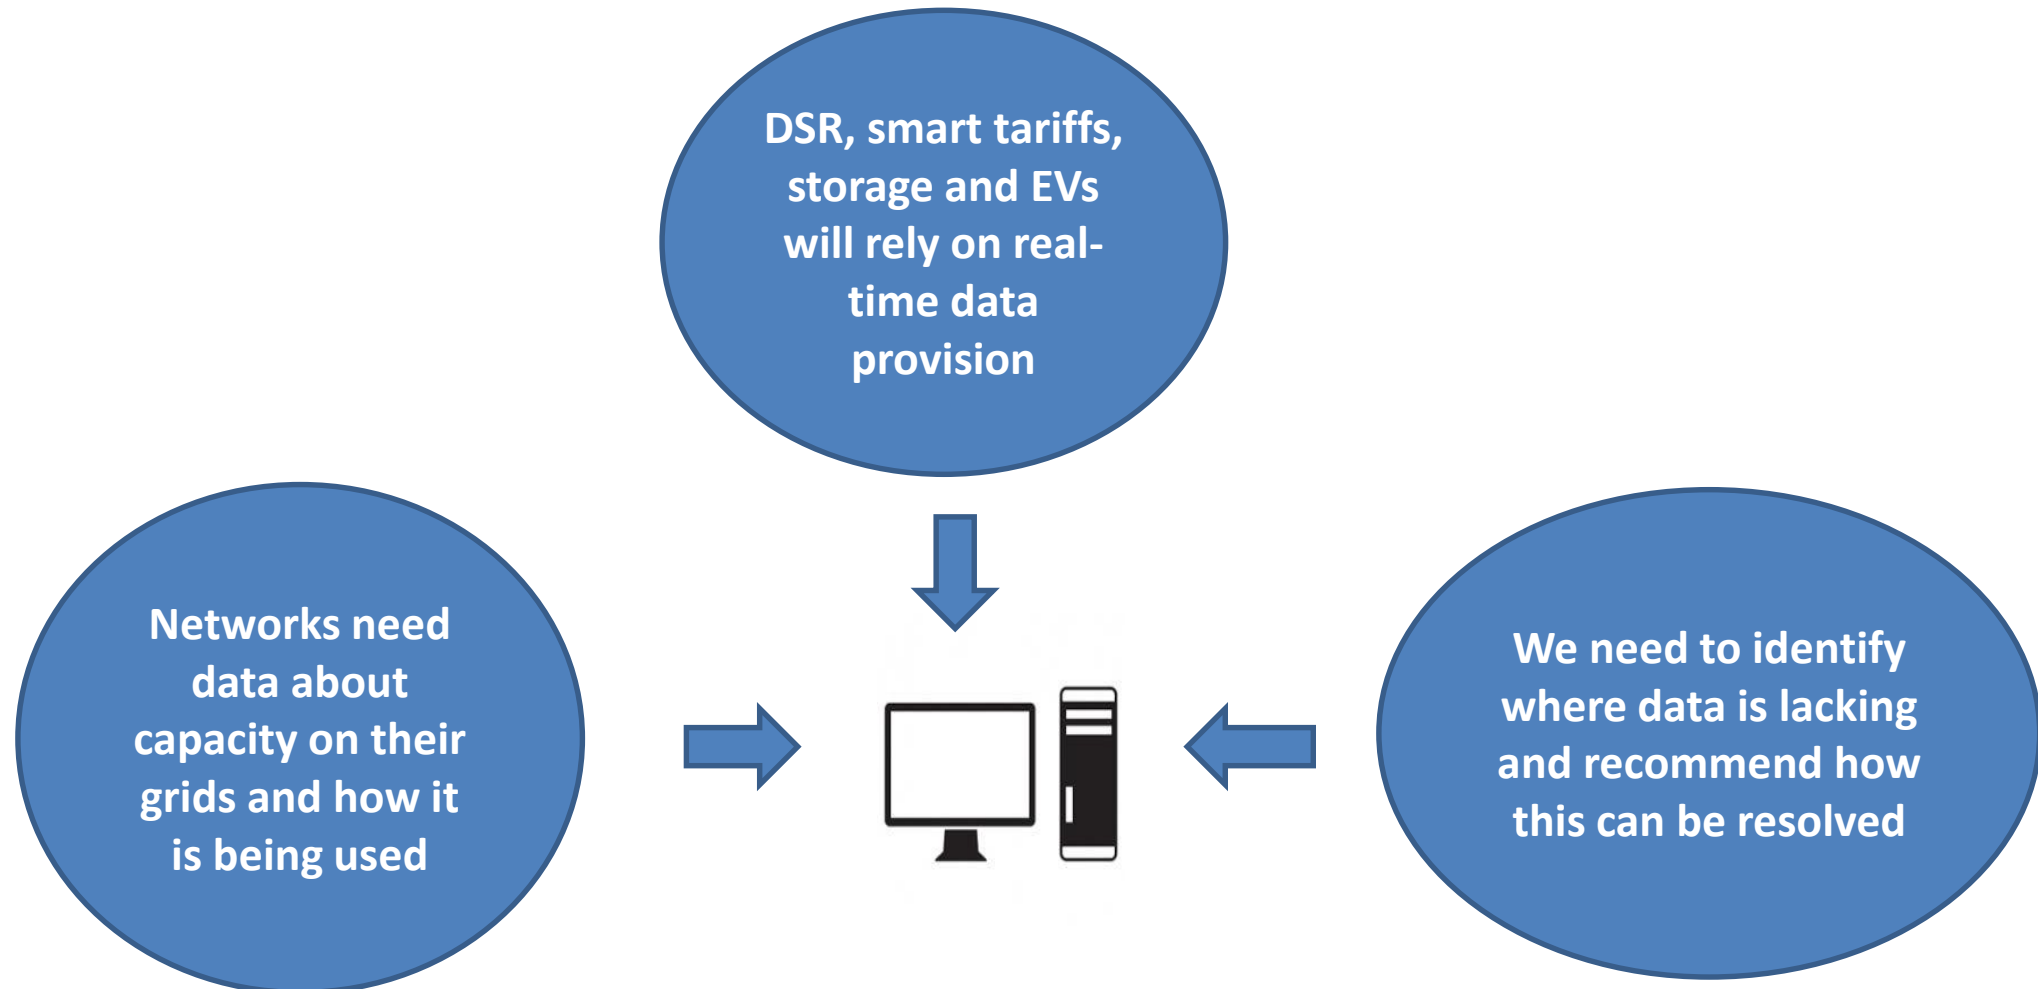 DSR, smart tariffs,
storage and EVs
will rely on real-
time data
provision
Networks need
data about
capacity on their
grids and how it
is being used
We need to identify
where data is lacking
and recommend how
this can be resolved